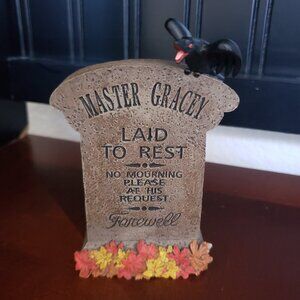 MASTER GRACEY
LAID
TO REST
NO MOURNING
PLEASE
AT HIS
REQUEST
Farewell